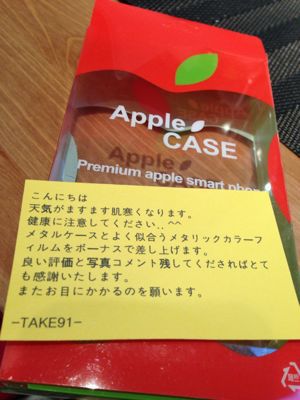 Apple
CASE
Apple
Premium apple smart phon
こんにちは
天気がますます肌塞くなります。
健康に注意してください..^^
メタルケースとよく似合うメタリックカラーフ
ィルムをボーナスで差し上げます。
良い評価と写真コメント残してくださればとて
も感謝いたします。
またお目にかかるのを願います。
-TAKE91-